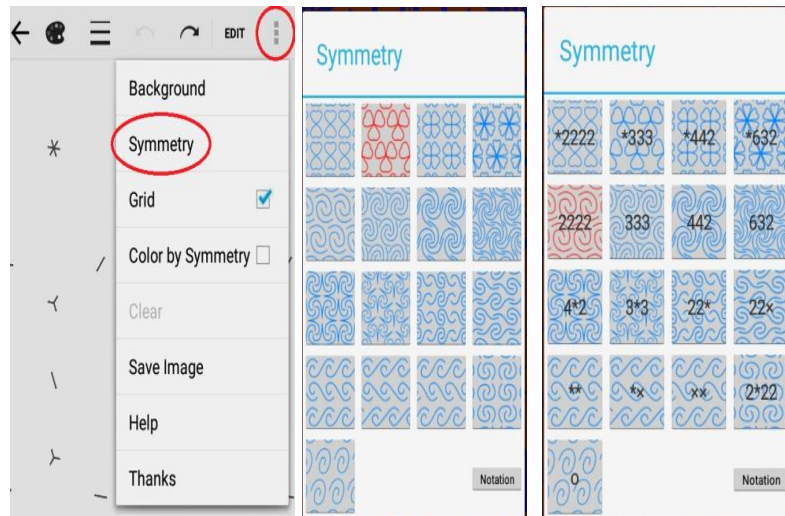 EDIT
Background
Symmetry
Grid
Color by Symmetry
Clear
Save Image
Help
Thanks
Symmetry
Notation
Symmetry
*2222 *333 *442 *632
2222 333 442 632
4*2 3*3 22* 22×
** *× ×× 2*22
O
Notation